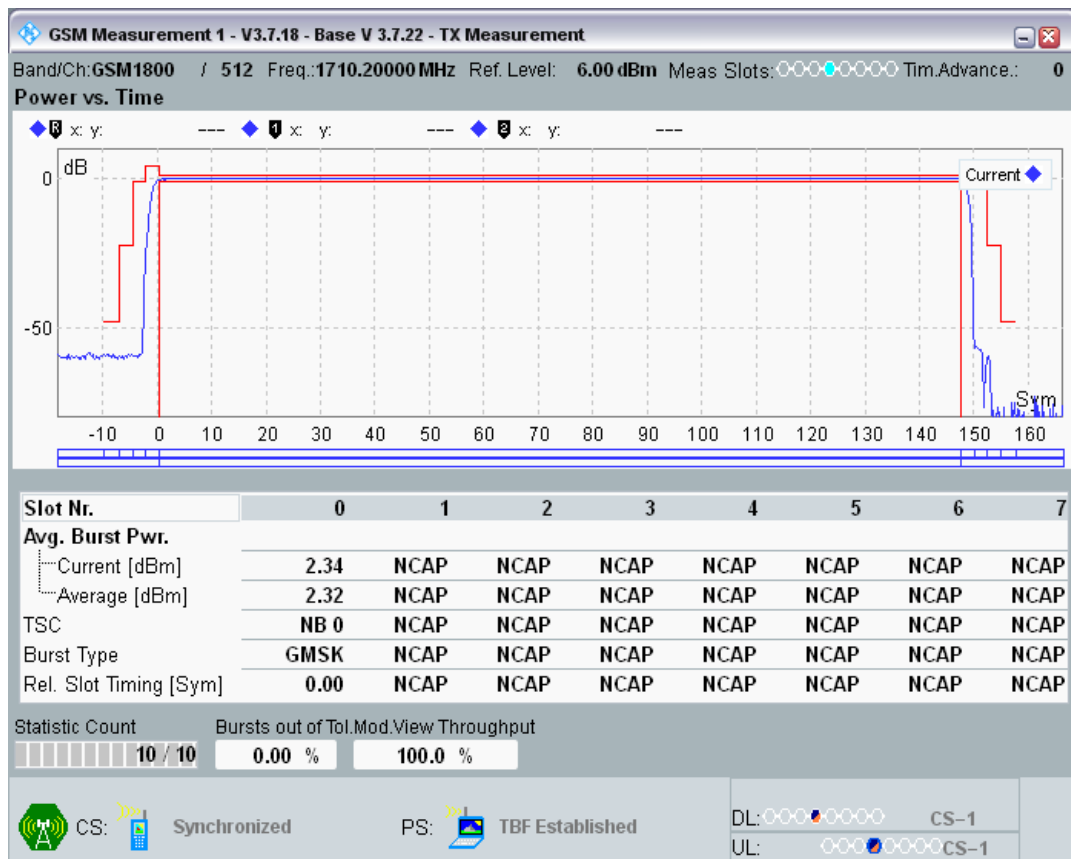 GSM Measurement 1 - V3.7.18 - Base V 3.7.22 - TX Measurement
Band/Ch:GSM1800 / 512 Freq.:1710.20000 MHz Ref. Level: 6.00 dBm Meas Slots: Tim.Advance.: 0
Power vs. Time
R x: y: --- 1 x: y: --- 2 x: y: ---
dB
0
Current
-50
Sym
-10 0 10 20 30 40 50 60 70 80 90 100 110 120 130 140 150 160
Slot Nr. 0 1 2 3 4 5 6 7
Avg. Burst Pwr.
Current [dBm] 2.34 NCAP NCAP NCAP NCAP NCAP NCAP NCAP
Average [dBm] 2.32 NCAP NCAP NCAP NCAP NCAP NCAP NCAP
TSC NB 0 NCAP NCAP NCAP NCAP NCAP NCAP NCAP
Burst Type GMSK NCAP NCAP NCAP NCAP NCAP NCAP NCAP
Rel. Slot Timing [Sym] 0.00 NCAP NCAP NCAP NCAP NCAP NCAP NCAP
Statistic Count Bursts out of Tol.Mod.View Throughput
10 / 10 0.00 % 100.0 %
CS: Synchronized PS: TBF Established
DL: CS-1
UL: CS-1